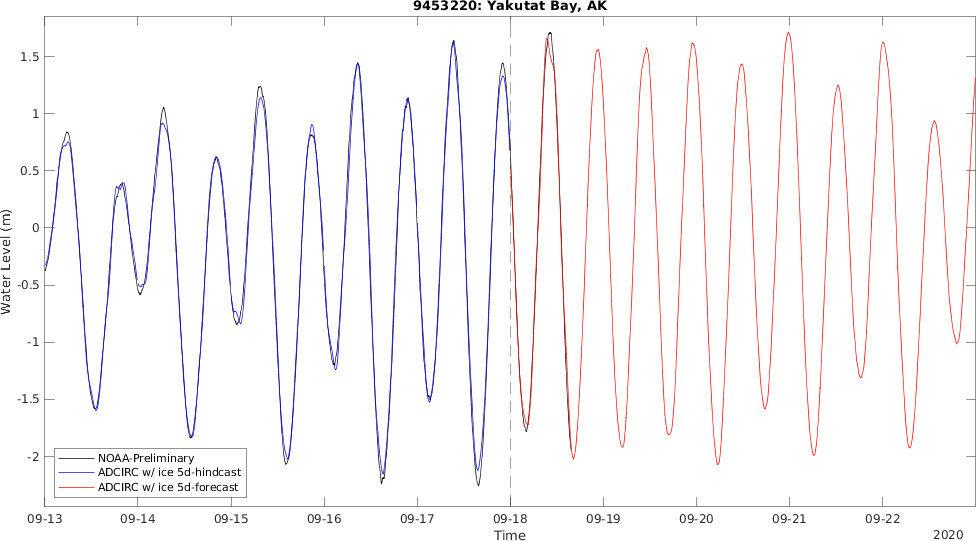 9453220: Yakutat Bay, AK
Water Level (m)
1.5
1
0.5
0
-0.5
-1
-1.5
-2
NOAA-Preliminary
ADCIRC w/ ice 5d-hindcast
ADCIRC w/ ice 5d-forecast
09-13 09-14 09-15 09-16 09-17 09-18 09-19 09-20 09-21 09-22
Time
2020